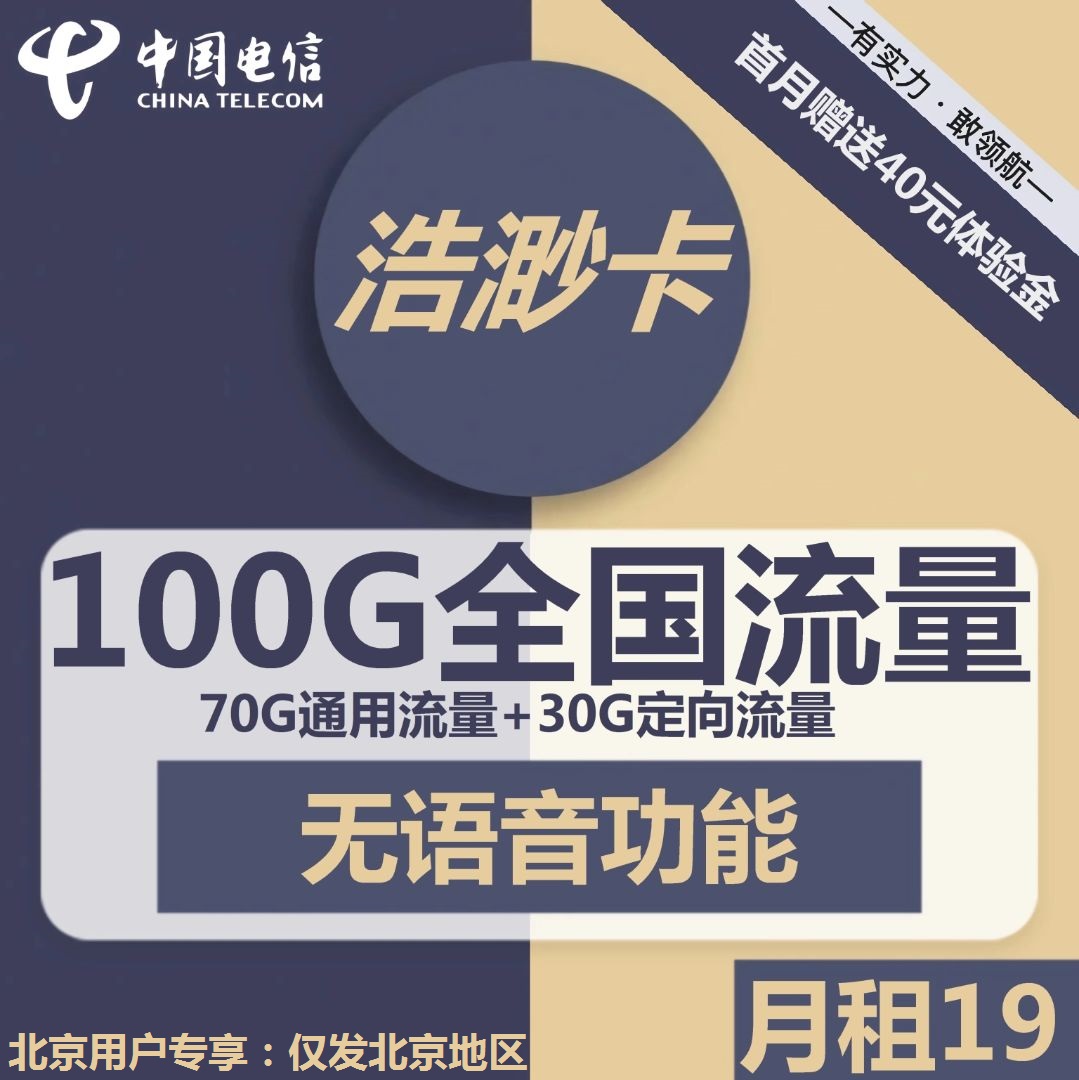 中国电信
CHINA TELECOM
一有实力·敢领航一
首月赠送40元体验金
浩渺卡
100G全国流量
70G通用流量+30G定向流量
无语音功能
月租19
北京用户专享：仅发北京地区